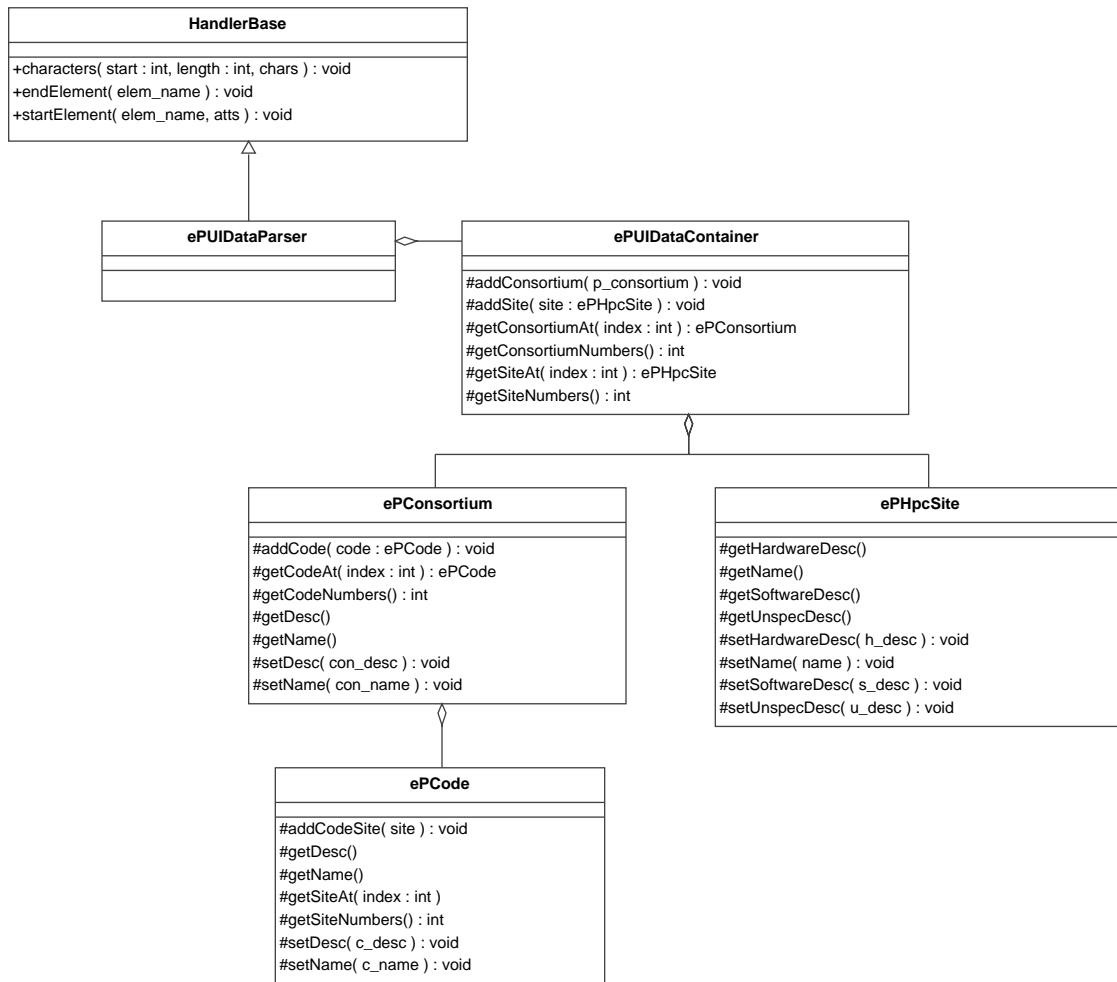 HandlerBase
+characters( start : int, length : int, chars ) : void
+endElement( elem_name ) : void
+startElement( elem_name, atts ) : void
ePUIDataParser
ePUIDataContainer
#addConsortium( p_consortium ) : void
#addSite( site : ePHpcSite ) : void
#getConsortiumAt( index : int ) : ePConsortium
#getConsortiumNumbers() : int
#getSiteAt( index : int ) : ePHpcSite
#getSiteNumbers() : int
ePConsortium
#addCode( code : ePCode ) : void
#getCodeAt( index : int ) : ePCode
#getCodeNumbers() : int
#getDesc()
#getName()
#setDesc( con_desc ) : void
#setName( con_name ) : void
ePHpcSite
#getHardwareDesc()
#getName()
#getSoftwareDesc()
#getUnspecDesc()
#setHardwareDesc( h_desc ) : void
#setName( name ) : void
#setSoftwareDesc( s_desc ) : void
#setUnspecDesc( u_desc ) : void
ePCode
#addCodeSite( site ) : void
#getDesc()
#getName()
#getSiteAt( index : int )
#getSiteNumbers() : int
#setDesc( c_desc ) : void
#setName( c_name ) : void